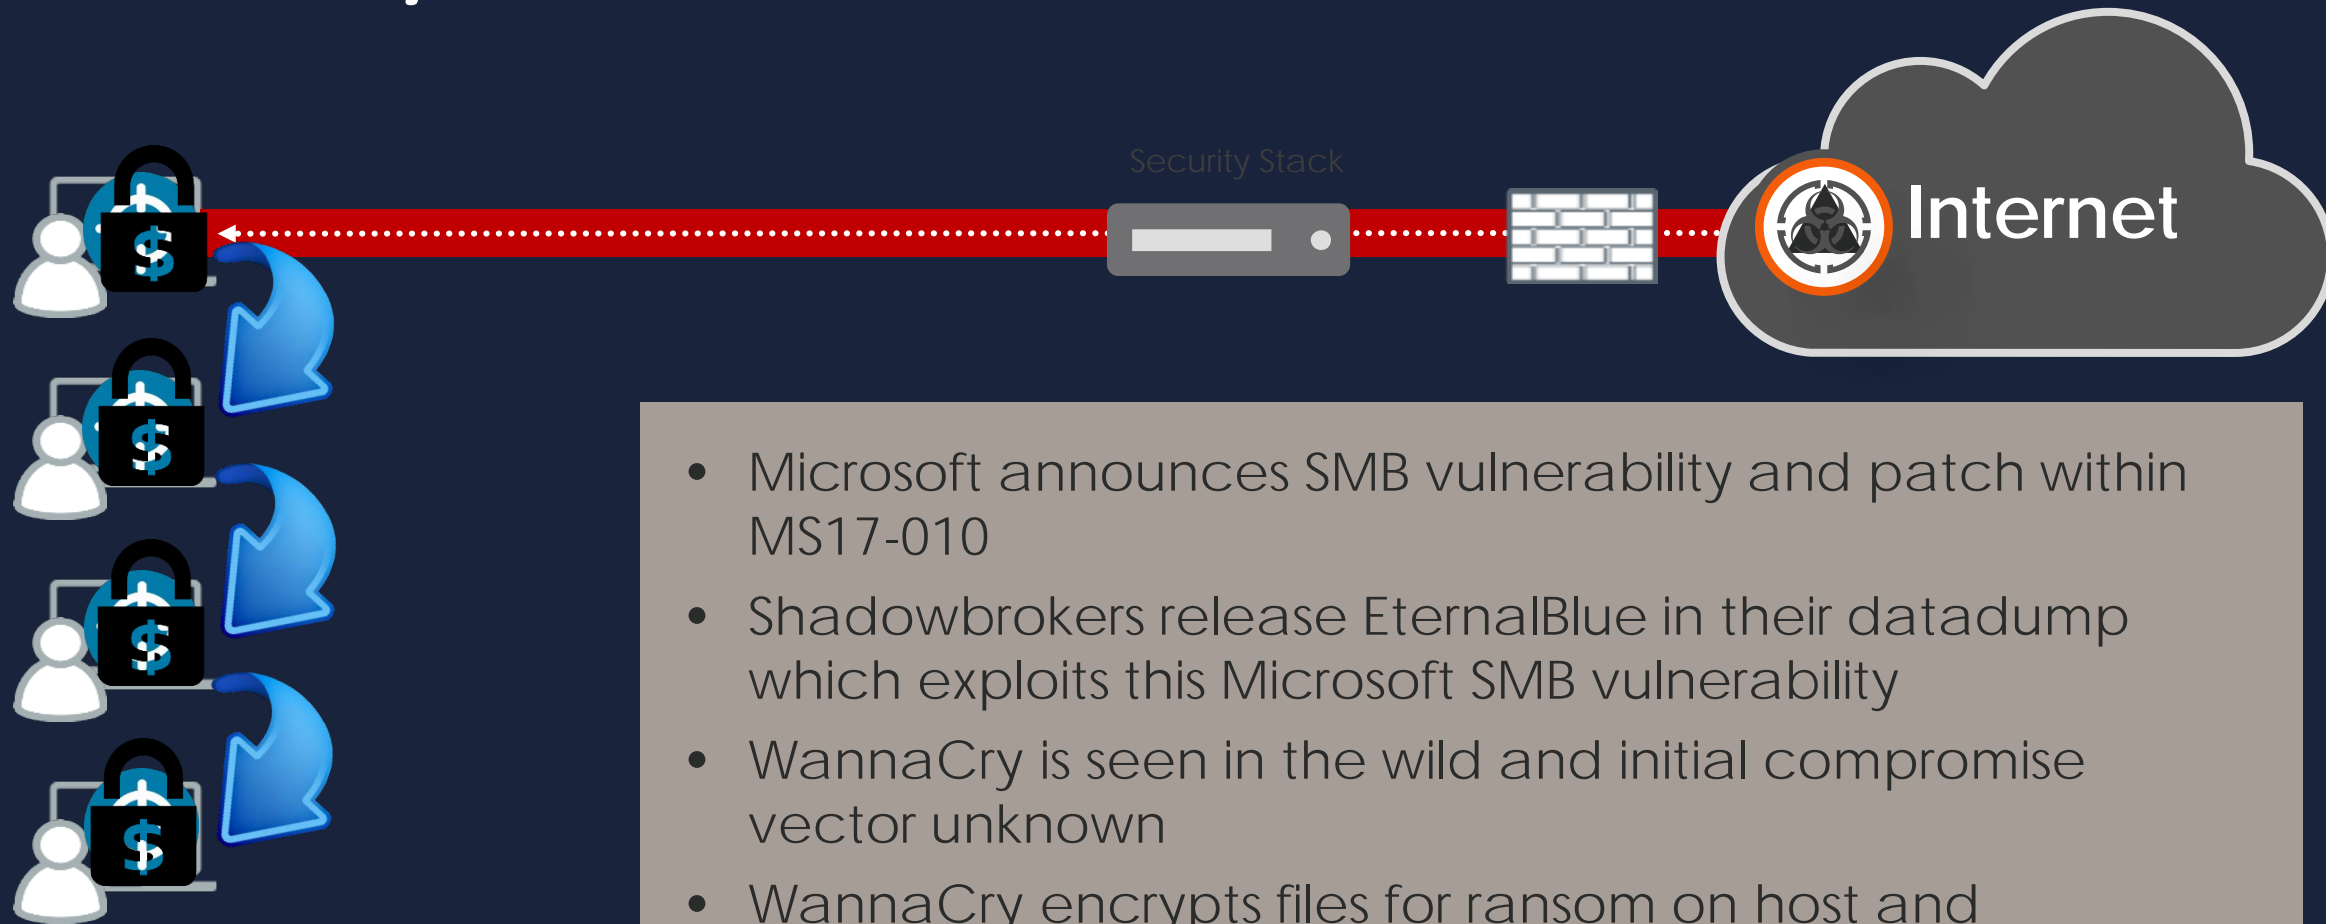 Security Stack
Internet
• Microsoft announces SMB vulnerability and patch within
MS17-010
• Shadowbrokers release EternalBlue in their datadump
which exploits this Microsoft SMB vulnerability
• WannaCry is seen in the wild and initial compromise
vector unknown
• WannaCry encrypts files for ransom on host and